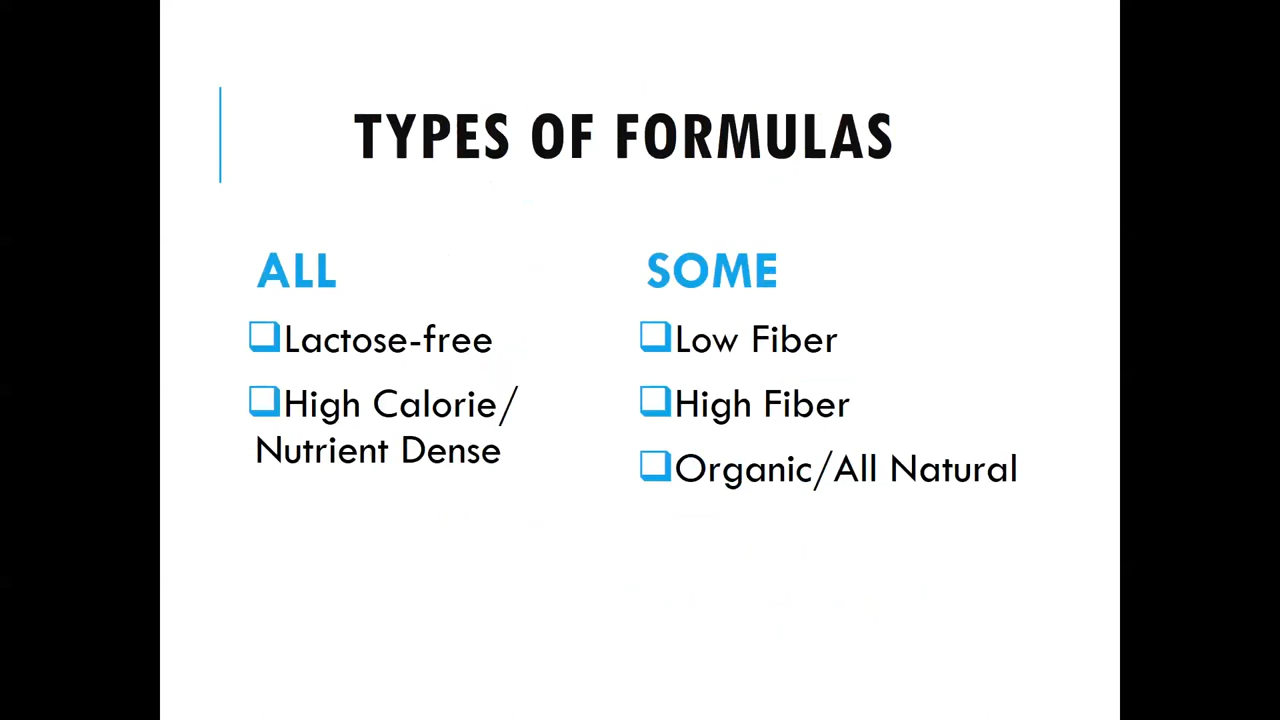 TYPES OF FORMULAS
ALL
❑Lactose-free
❑High Calorie/
Nutrient Dense
SOME
❑Low Fiber
❑High Fiber
❑Organic/All Natural